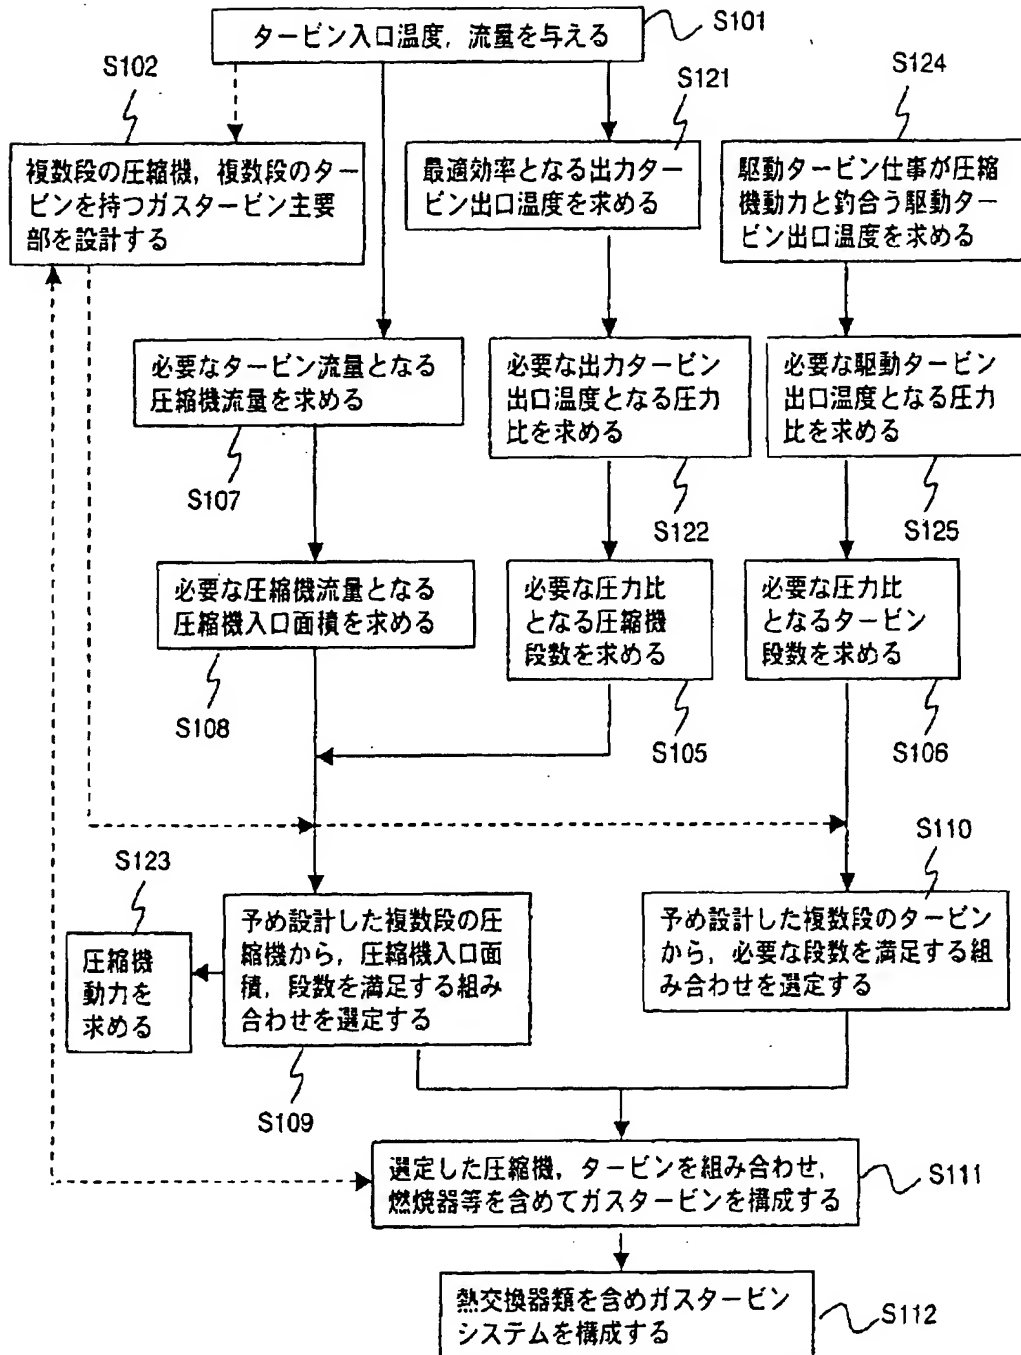 タービン入口温度，流量を与える
S101
S102
S121
S124
複数段の圧縮機，複数段のター
ビンを持つガスタービン主要
部を設計する
最適効率となる出力ター
ビン出口温度を求める
駆動タービン仕事が圧縮
機動力と釣合う駆動ター
ビン出口温度を求める
必要なタービン流量となる
圧縮機流量を求める
必要な出力タービン
出口温度となる圧力
比を求める
必要な駆動タービン
出口温度となる圧力
比を求める
S107
S122
S125
必要な圧縮機流量となる
圧縮機入口面積を求める
必要な圧力比
となる圧縮機
段数を求める
必要な圧力比
となるタービン
段数を求める
S108
S105
S106
S123
S110
圧縮機
動力を
求める
予め設計した複数段の圧
縮機から，圧縮機入口面
積，段数を満足する組み
合わせを選定する
予め設計した複数段のタービン
から，必要な段数を満足する組
み合わせを選定する
S109
選定した圧縮機，タービンを組み合わせ，
燃焼器等を含めてガスタービンを構成する
S111
熱交換器類を含めガスタービン
システムを構成する
S112